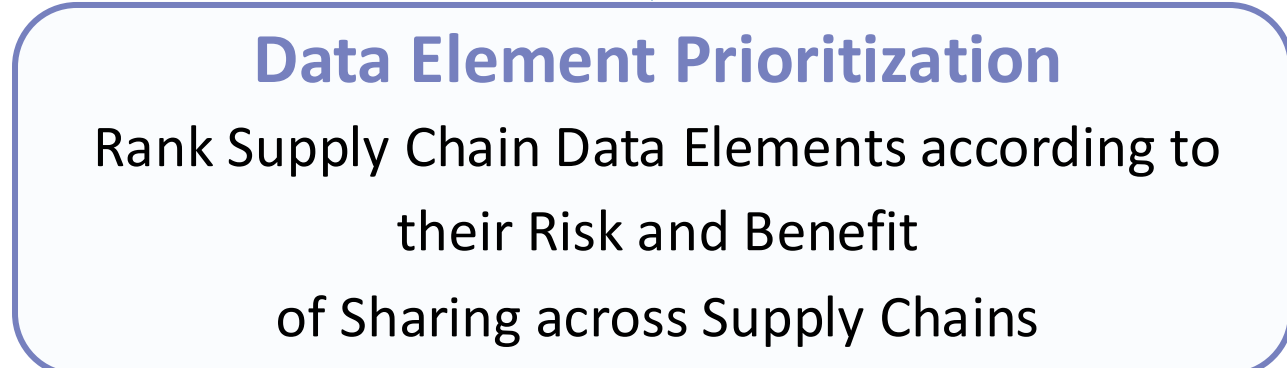 Data Element Prioritization
Rank Supply Chain Data Elements according to
their Risk and Benefit
of Sharing across Supply Chains